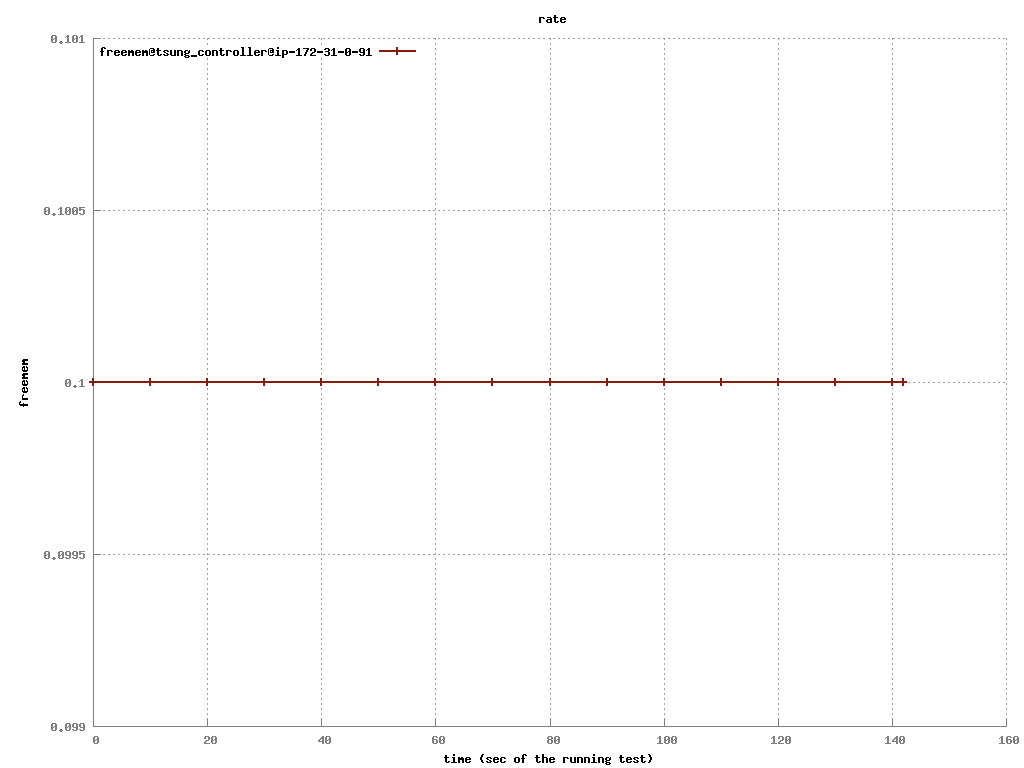 rate
0.101
freemem@tsung_controller@ip-172-31-0-91
0.1005
0.1
freemem
0.0995
0.099
0 20 40 60 80 100 120 140 160
time (sec of the running test)